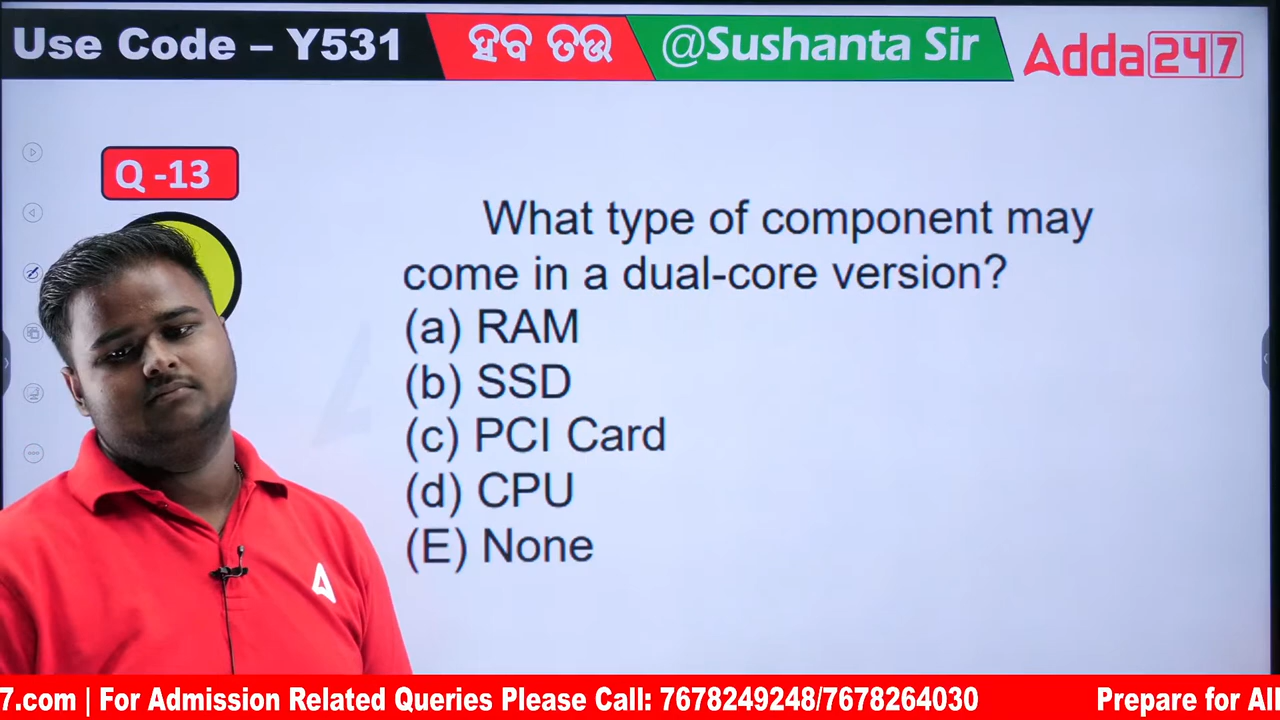 Use Code – Y531
ହବ ତଉ
@Sushanta Sir
Adda247
Q -13
What type of component may
come in a dual-core version?
(a) RAM
(b) SSD
(c) PCI Card
(d) CPU
(E) None
7.com | For Admission Related Queries Please Call: 7678249248/7678264030
Prepare for All